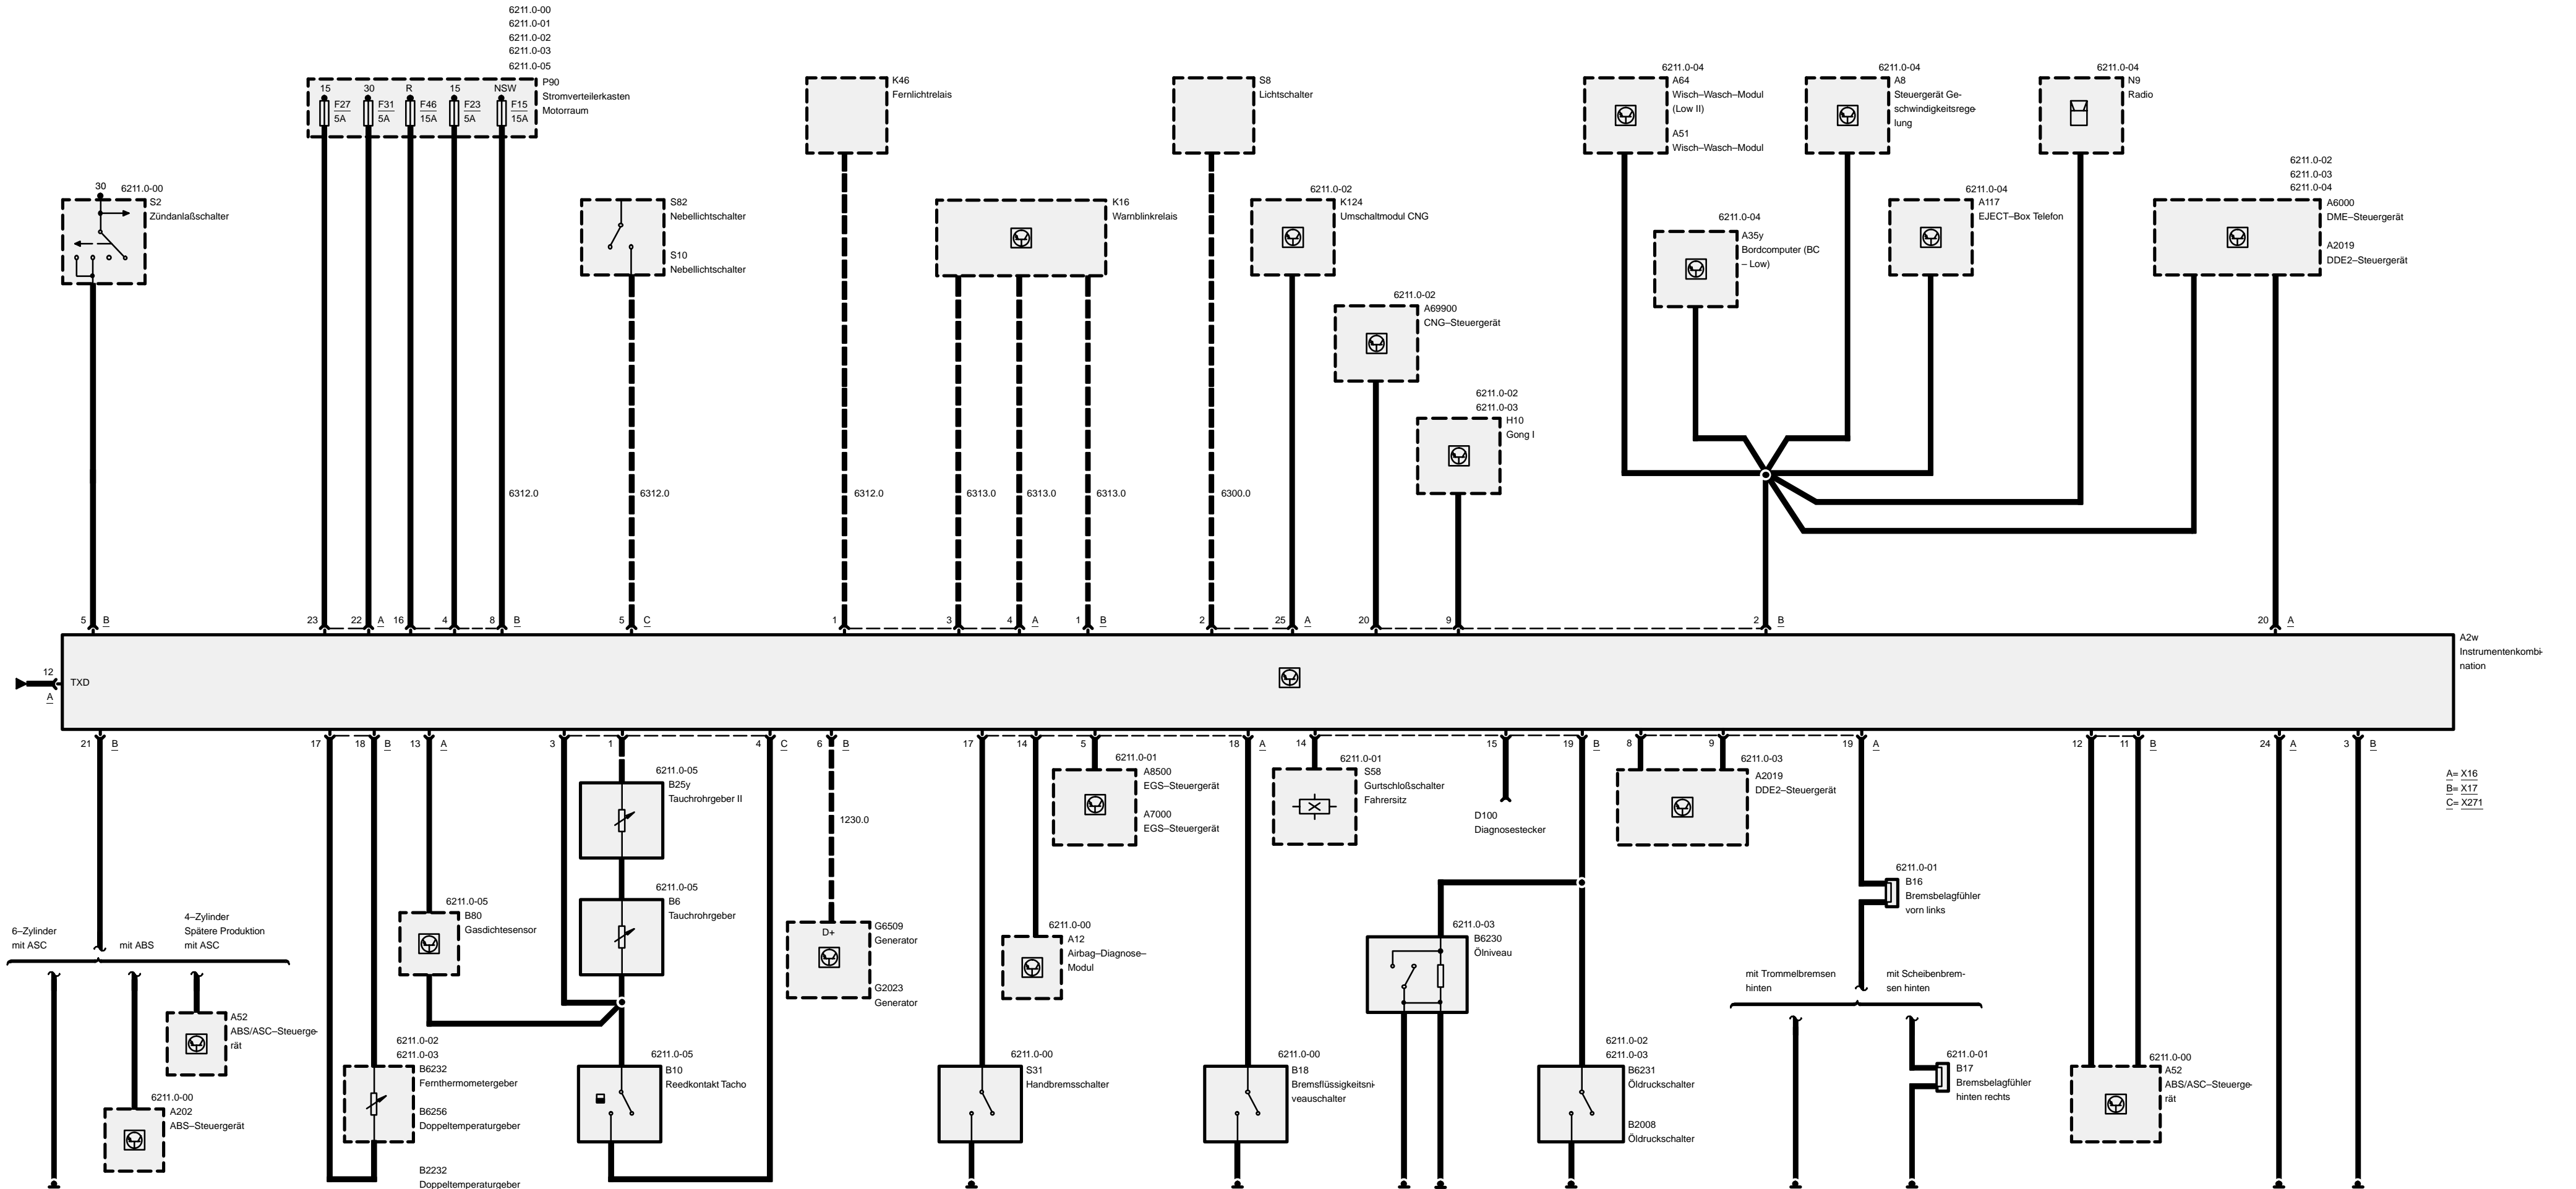 6211.0-00
6211.0-01
6211.0-02
6211.0-03
6211.0-05
P90
Stromverteilerkasten
Motorraum
15
30
R
15
NSW
F27
5A
F31
5A
F46
15A
F23
5A
F15
15A
K46
Fernlichtrelais
S8
Lichtschalter
6211.0-04
A64
Wisch–Wasch–Modul
(Low II)
A51
Wisch–Wasch–Modul
6211.0-04
A8
Steuergerät Ge-
schwindigkeitsrege-
lung
6211.0-04
N9
Radio
30
6211.0-00
S2
Zündanlaßschalter
S82
Nebellichtschalter
S10
Nebellichtschalter
K16
Warnblinkrelais
6211.0-02
K124
Umschaltmodul CNG
6211.0-04
A35y
Bordcomputer (BC
– Low)
6211.0-04
A117
EJECT–Box Telefon
6211.0-02
6211.0-03
6211.0-04
A6000
DME–Steuergerät
A2019
DDE2–Steuergerät
6211.0-02
A69900
CNG–Steuergerät
6211.0-02
6211.0-03
H10
Gong I
6312.0
6312.0
6312.0
6313.0
6313.0
6313.0
6300.0
5
B
23
22
A
16
4
8
B
5
C
1
3
4
A
1
B
2
25
A
20
9
2
B
20
A
A2w
Instrumentenkombi-
nation
12
A
TXD
21
B
17
18
B
13
A
3
1
4
C
6
B
17
14
5
18
A
14
15
19
B
8
9
19
A
12
11
B
24
A
3
B
A= X16
B= X17
C= X271
6211.0-05
B25y
Tauchrohrgeber II
6211.0-05
B6
Tauchrohrgeber
1230.0
6211.0-01
A8500
EGS–Steuergerät
A7000
EGS–Steuergerät
6211.0-01
S58
Gurtschloßschalter
Fahrersitz
D100
Diagnosestecker
6211.0-03
A2019
DDE2–Steuergerät
6211.0-01
B16
Bremsbelagfühler
vorn links
6–Zylinder
mit ASC
mit ABS
4–Zylinder
Spätere Produktion
mit ASC
6211.0-05
B80
Gasdichtesensor
D+
G6509
Generator
G2023
Generator
6211.0-00
A12
Airbag–Diagnose–
Modul
6211.0-03
B6230
Ölniveau
mit Trommelbremsen
hinten
mit Scheibenbrem-
sen hinten
A52
ABS/ASC–Steuerge-
rät
6211.0-00
A202
ABS–Steuergerät
6211.0-02
6211.0-03
B6232
Fernthermometergeber
B6256
Doppeltemperaturgeber
B2232
Doppeltemperaturgeber
6211.0-05
B10
Reedkontakt Tacho
6211.0-00
S31
Handbremsschalter
6211.0-00
B18
Bremsflüssigkeitsni-
veauschalter
6211.0-02
6211.0-03
B6231
Öldruckschalter
B2008
Öldruckschalter
6211.0-01
B17
Bremsbelagfühler
hinten rechts
6211.0-00
A52
ABS/ASC–Steuerge-
rät